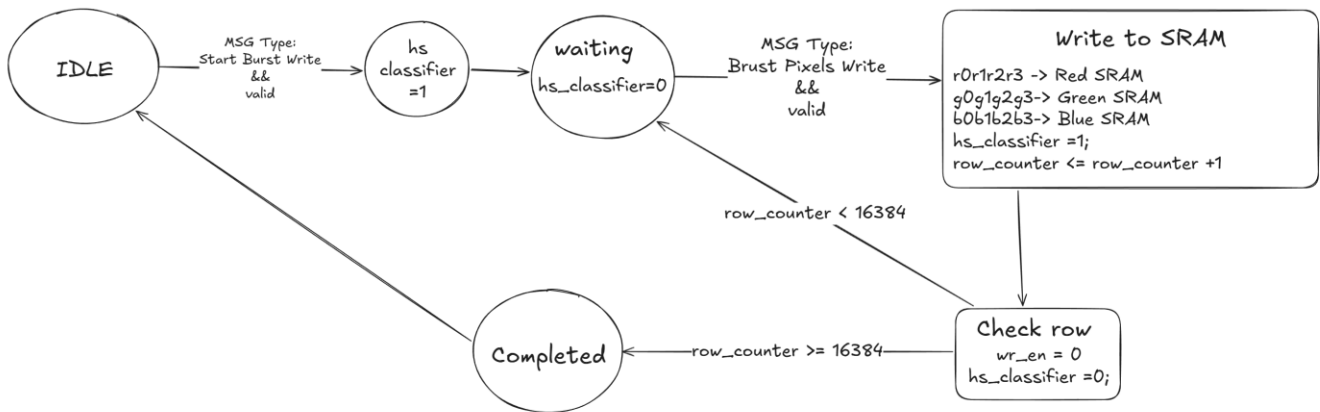 IDLE
MSG Type:
Start Burst Write
&&
valid
hs
classifier
=1
waiting
hs_classifier=0
MSG Type:
Brust Pixels Write
&&
valid
Write to SRAM
r0r1r2r3 -> Red SRAM
g0g1g2g3-> Green SRAM
b0b1b2b3-> Blue SRAM
hs_classifier =1;
row_counter <= row_counter +1
row_counter < 16384
Check row
wr_en = 0
hs_classifier =0;
row_counter >= 16384
Completed